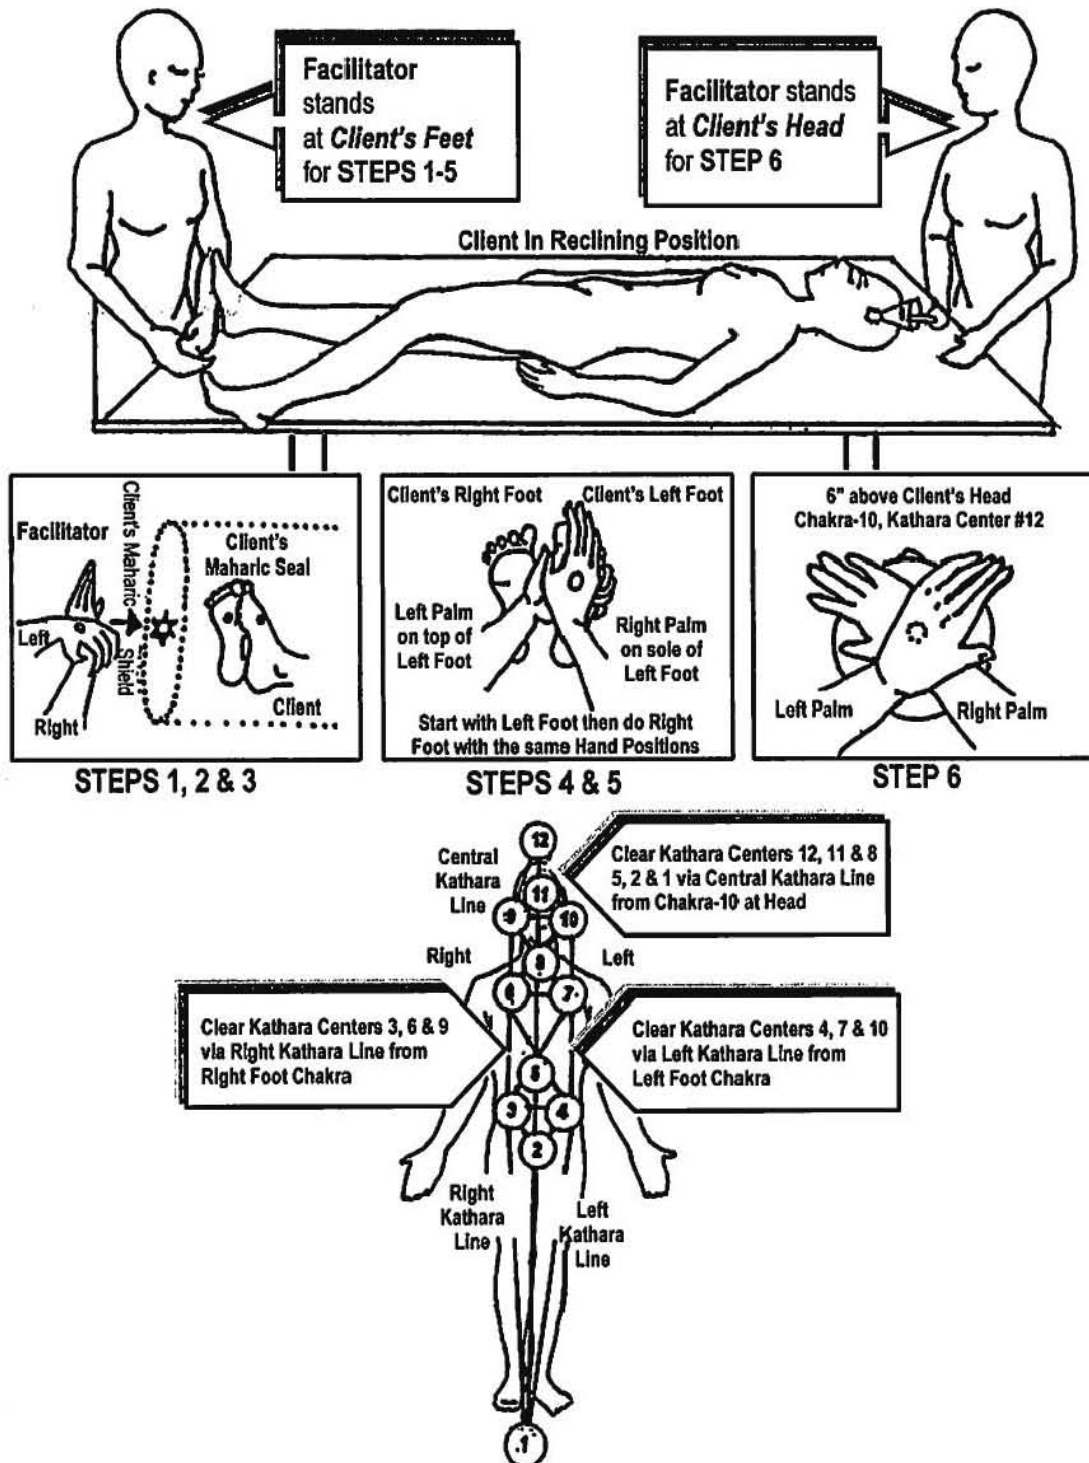 Facilitator
stands
at Client's Feet
for STEPS 1-5
Facilitator stands
at Client's Head
for STEP 6
Client In Reclining Position
Facilitator
Left
Right
Client's Maharic
Shield
Client's
Maharic Seal
Client
STEPS 1, 2 & 3
Client's Right Foot
Client's Left Foot
Left Palm
on top of
Left Foot
Right Palm
on sole of
Left Foot
Start with Left Foot then do Right
Foot with the same Hand Positions
STEPS 4 & 5
6" above Client's Head
Chakra-10, Kathara Center #12
Left Palm
Right Palm
STEP 6
Central
Kathara
Line
Clear Kathara Centers 12, 11 & 8
5, 2 & 1 via Central Kathara Line
from Chakra-10 at Head
Right
Left
Clear Kathara Centers 3, 6 & 9
via Right Kathara Line from
Right Foot Chakra
Clear Kathara Centers 4, 7 & 10
via Left Kathara Line from
Left Foot Chakra
12
11
9
10
8
6
7
5
3
4
2
Right
Kathara
Line
Left
Kathara
Line
1